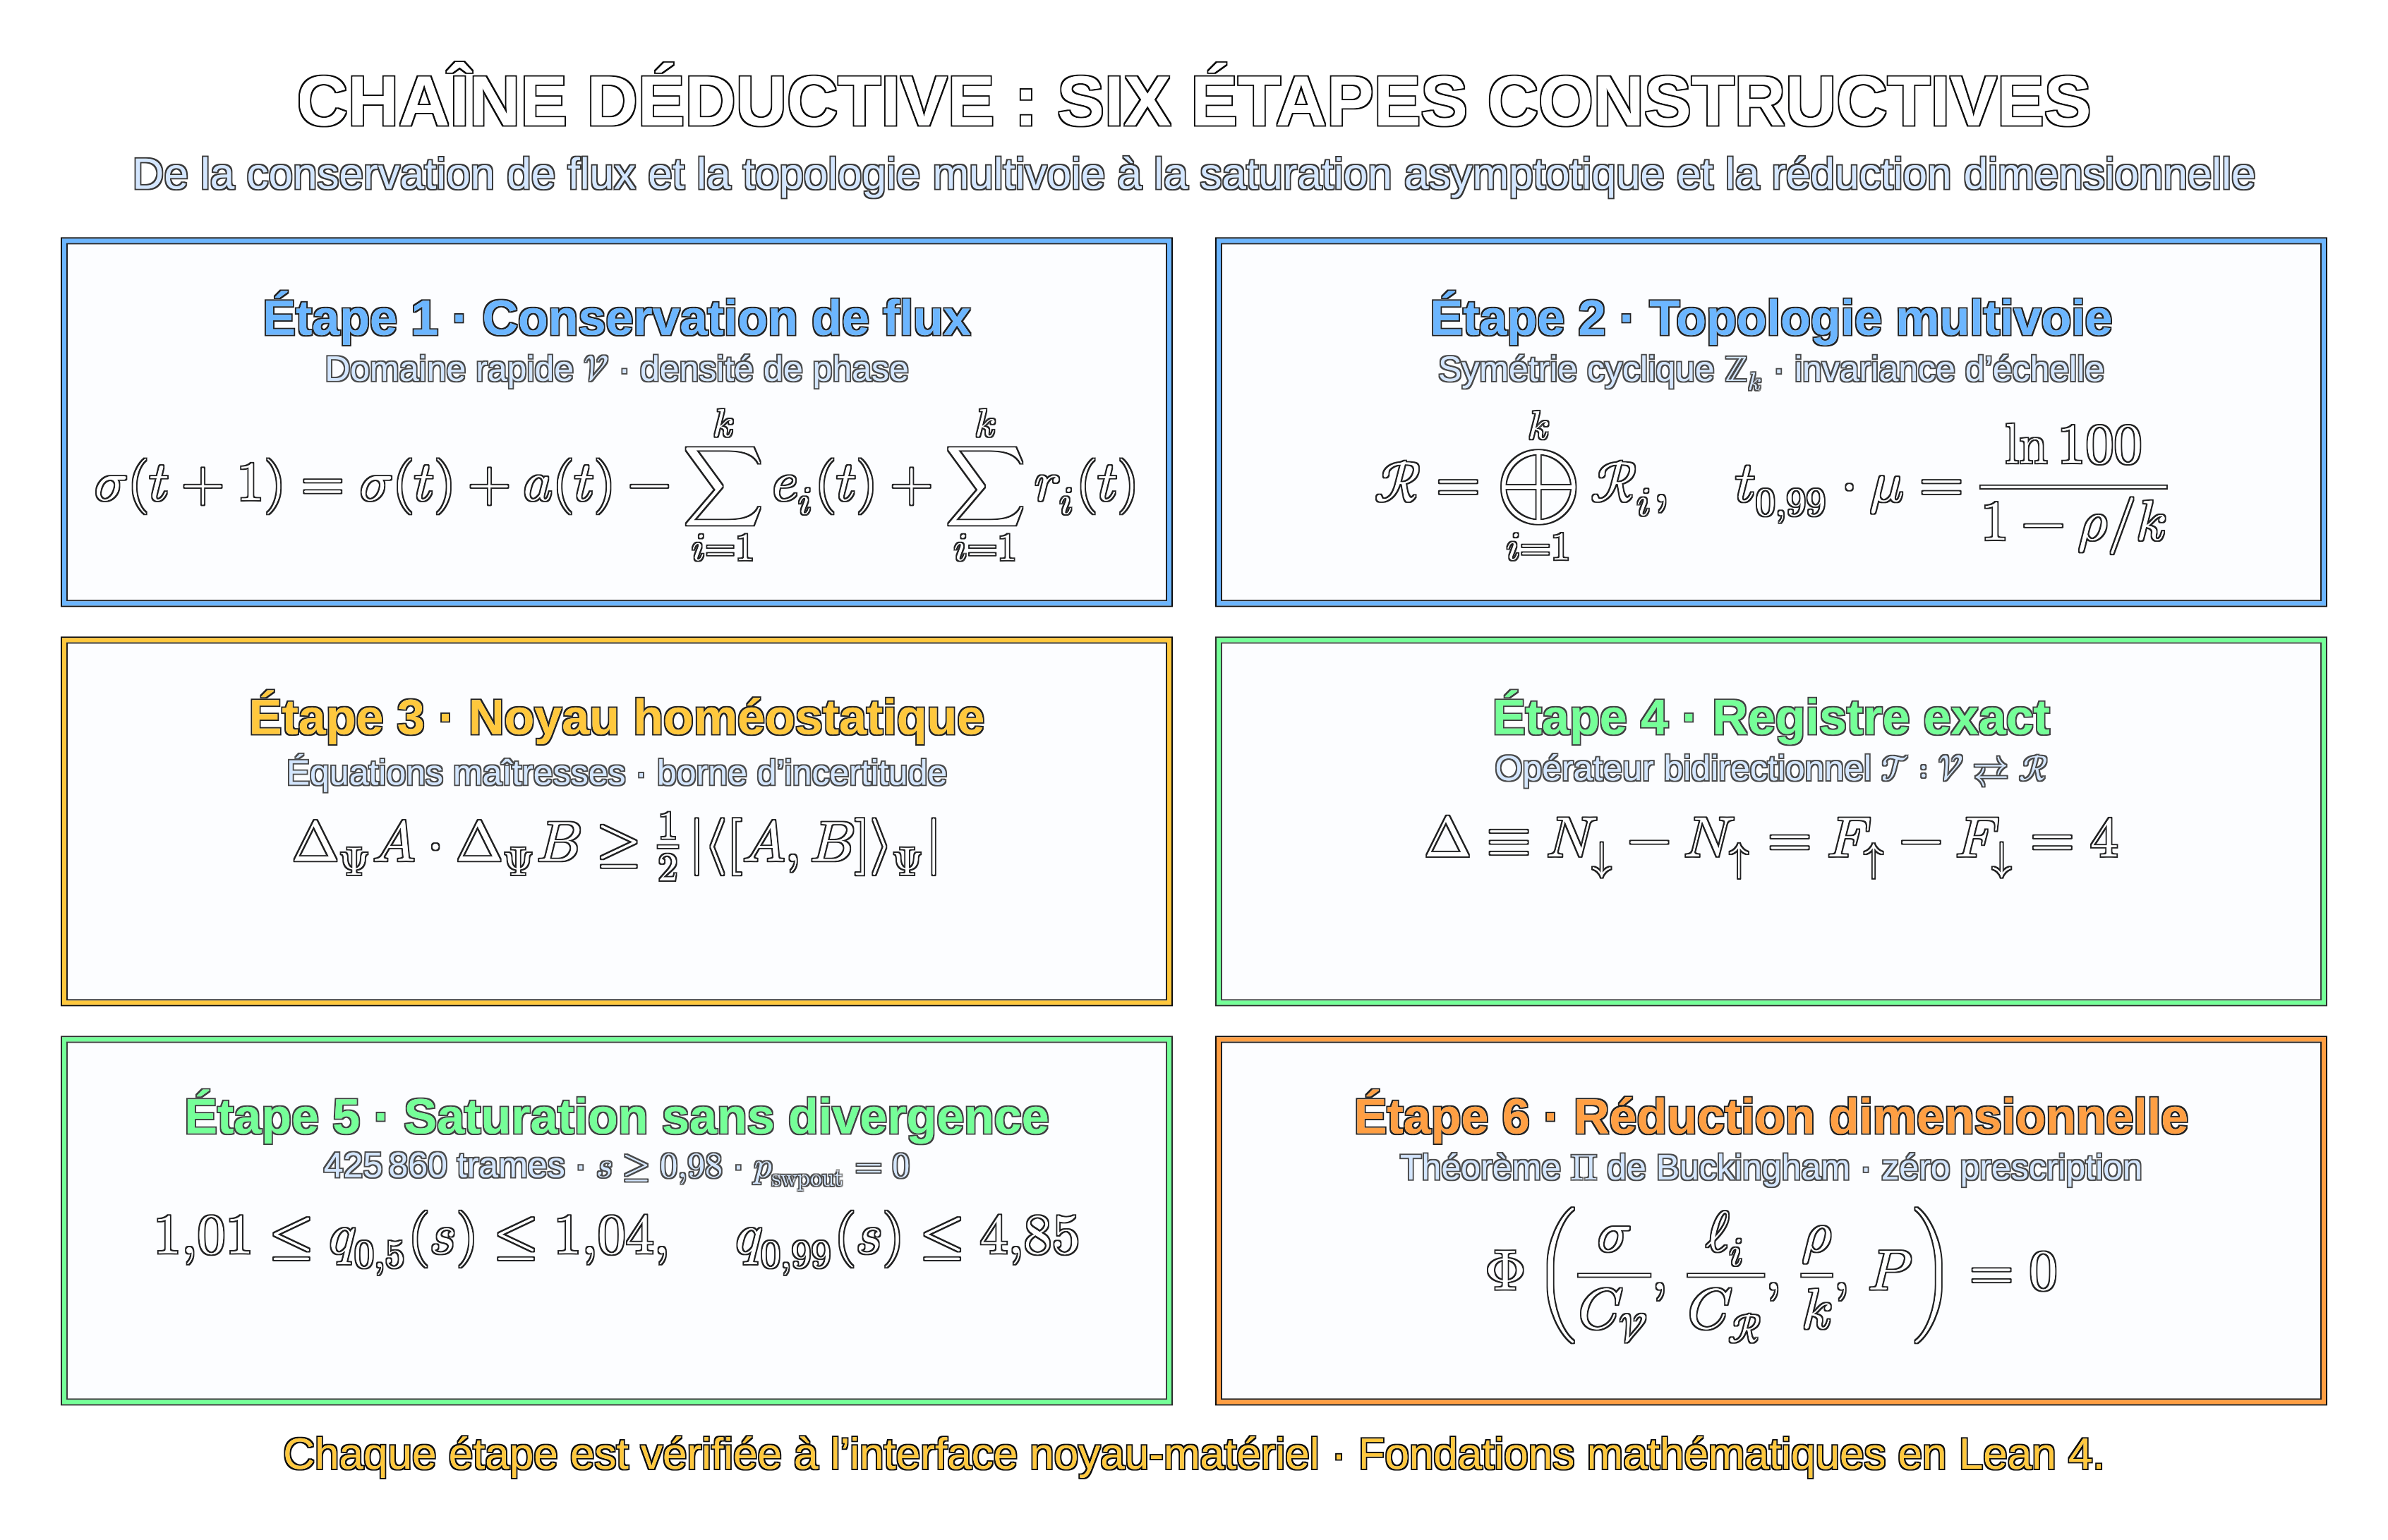 CHAÎNE DÉDUCTIVE : SIX ÉTAPES CONSTRUCTIVES
De la conservation de flux et la topologie multivoie à la saturation asymptotique et la réduction dimensionnelle
Étape 1 · Conservation de flux
Domaine rapide 𝒱 · densité de phase
σ(t + 1) = σ(t) + a(t) − ∑_{i=1}^{k} e_i(t) + ∑_{i=1}^{k} r_i(t)
Étape 2 · Topologie multivoie
Symétrie cyclique ℤ_k · invariance d’échelle
ℛ = ⨁_{i=1}^{k} ℛ_i, t_{0,99} · μ = \frac{ln 100}{1 − ρ/k}
Étape 3 · Noyau homéostatique
Équations maîtresses · borne d’incertitude
Δ_Ψ A · Δ_Ψ B ≥ ½ |⟨[A, B]⟩_Ψ|
Étape 4 · Registre exact
Opérateur bidirectionnel 𝒯 : 𝒱 ⇄ ℛ
Δ ≡ N_↓ − N_↑ = F_↑ − F_↓ = 4
Étape 5 · Saturation sans divergence
425 860 trames · s ≥ 0,98 · p_{swpout} = 0
1,01 ≤ q_{0,5}(s) ≤ 1,04, q_{0,99}(s) ≤ 4,85
Étape 6 · Réduction dimensionnelle
Théorème Π de Buckingham · zéro prescription
Φ ( \frac{σ}{C_𝒱}, \frac{ℓ_i}{C_ℛ}, \frac{ρ}{k}, P ) = 0
Chaque étape est vérifiée à l’interface noyau-matériel · Fondations mathématiques en Lean 4.